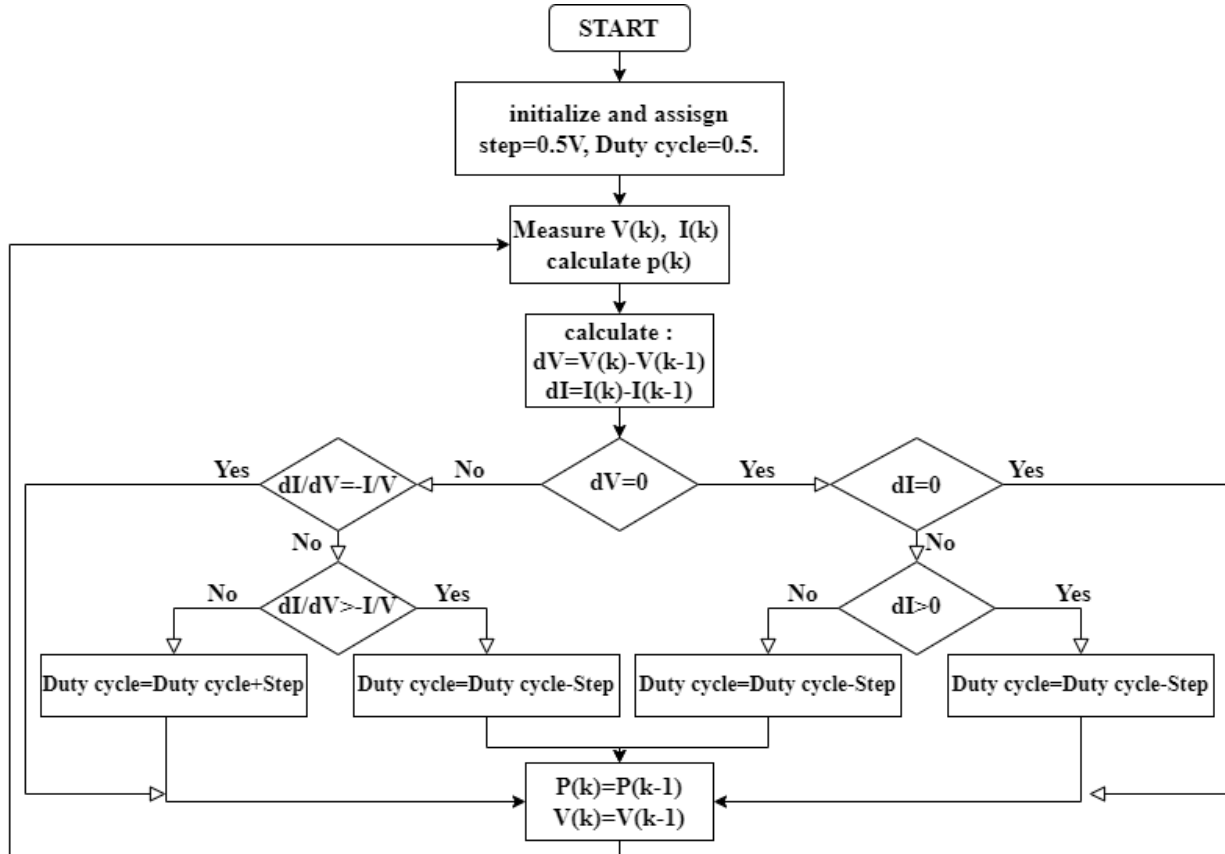 START
initialize and assisgn
step=0.5V, Duty cycle=0.5.
Measure V(k), I(k)
calculate p(k)
calculate :
dV=V(k)-V(k-1)
dI=I(k)-I(k-1)
Yes
dI/dV=-I/V
No
dV=0
Yes
dI=0
Yes
No
No
No
dI/dV>-I/V
Yes
No
dI>0
Yes
Duty cycle=Duty cycle+Step
Duty cycle=Duty cycle-Step
Duty cycle=Duty cycle-Step
Duty cycle=Duty cycle-Step
P(k)=P(k-1)
V(k)=V(k-1)